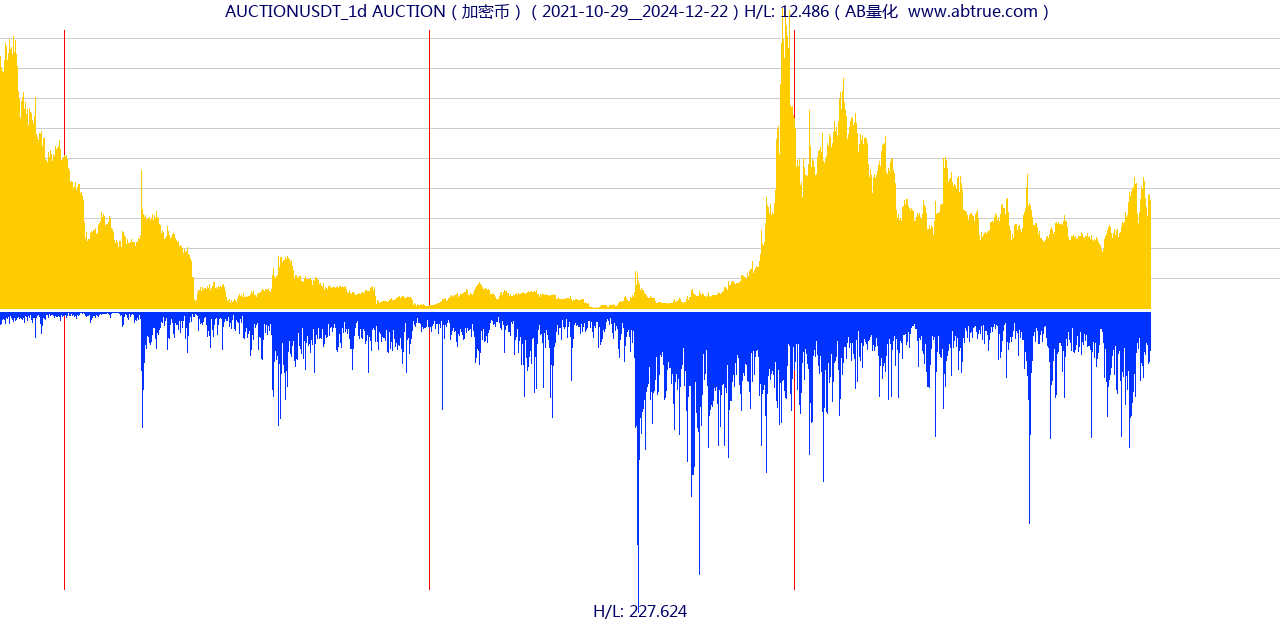 AUCTIONUSDT_1d AUCTION ( 加密币 ) ( 2021-10-29__2024-12-22 ) H/L: 12.486 ( AB量化  www.abtrue.com )
H/L: 227.624